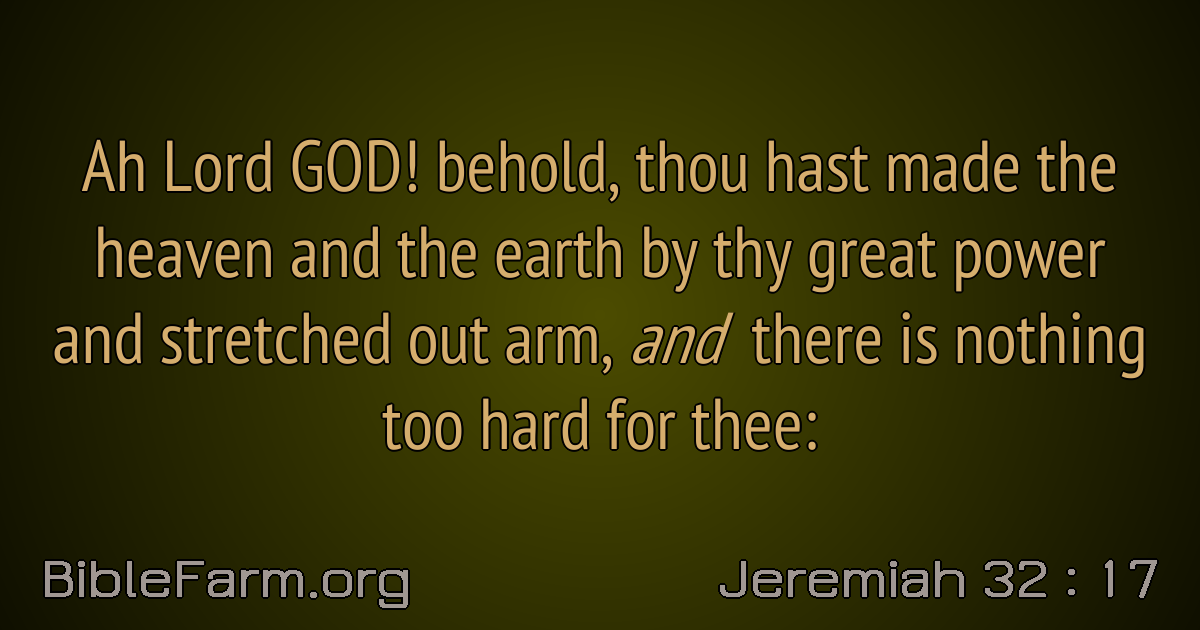 Ah Lord GOD! behold, thou hast made the
heaven and the earth by thy great power
and stretched out arm, and there is nothing
too hard for thee:
BibleFarm.org
Jeremiah 32 : 17